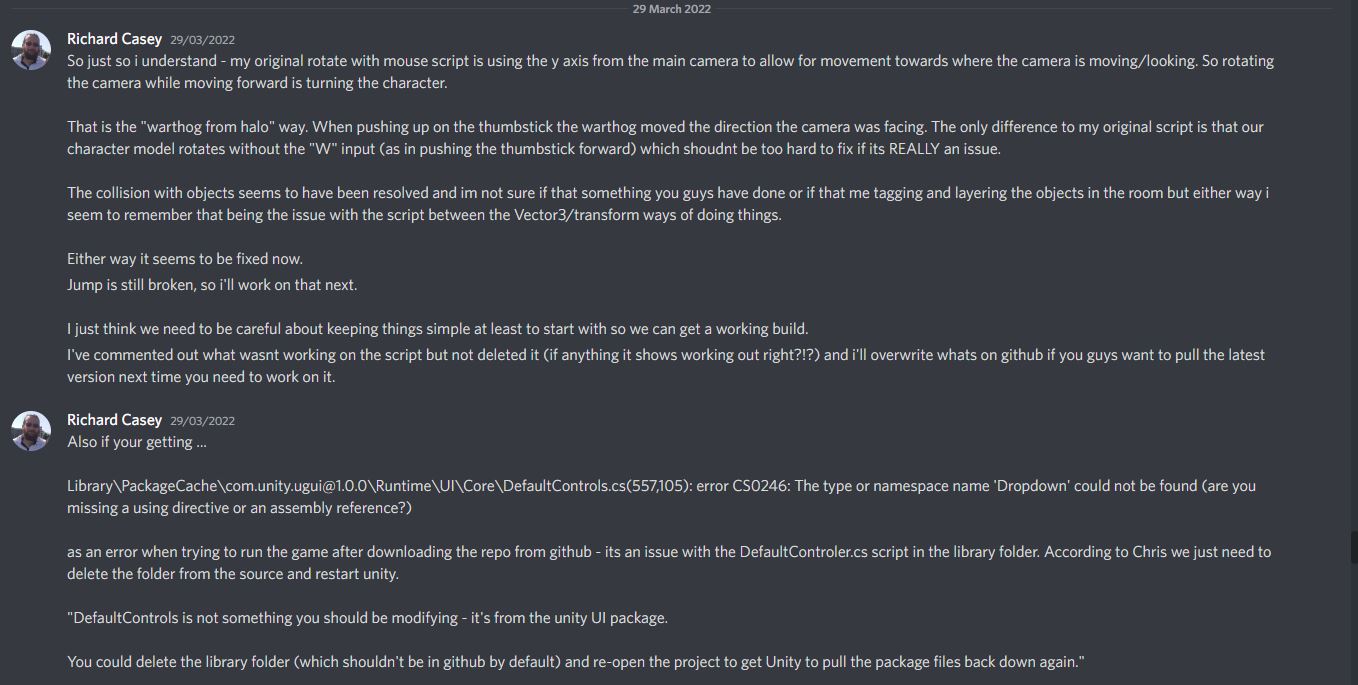 29 March 2022
Richard Casey 29/03/2022
So just so i understand - my original rotate with mouse script is using the y axis from the main camera to allow for movement towards where the camera is moving/looking. So rotating
the camera while moving forward is turning the character.
That is the "warthog from halo" way. When pushing up on the thumbstick the warthog moved the direction the camera was facing. The only difference to my original script is that our
character model rotates without the "W" input (as in pushing the thumbstick forward) which shoudnt be too hard to fix if its REALLY an issue.
The collision with objects seems to have been resolved and im not sure if that something you guys have done or if that me tagging and layering the objects in the room but either way i
seem to remember that being the issue with the script between the Vector3/transform ways of doing things.
Either way it seems to be fixed now.
Jump is still broken, so i'll work on that next.
I just think we need to be careful about keeping things simple at least to start with so we can get a working build.
I've commented out what wasnt working on the script but not deleted it (if anything it shows working out right?!?) and i'll overwrite whats on github if you guys want to pull the latest
version next time you need to work on it.
Richard Casey 29/03/2022
Also if your getting ...
Library\PackageCache\com.unity.ugui@1.0.0\Runtime\UI\Core\DefaultControls.cs(557,105): error CS0246: The type or namespace name 'Dropdown' could not be found (are you
missing a using directive or an assembly reference?)
as an error when trying to run the game after downloading the repo from github - its an issue with the DefaultControler.cs script in the library folder. According to Chris we just need to
delete the folder from the source and restart unity.
"DefaultControls is not something you should be modifying - it's from the unity UI package.
You could delete the library folder (which shouldn't be in github by default) and re-open the project to get Unity to pull the package files back down again."